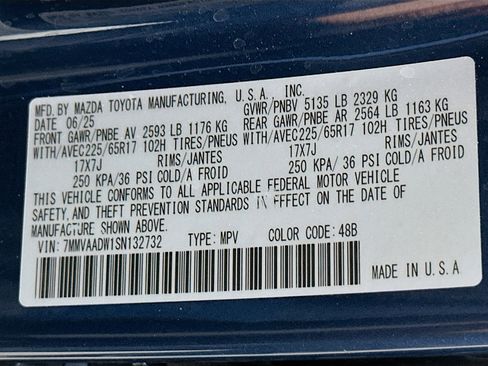 MFD.BY MAZDA TOYOTA MANUFACTURING, U.S.A., INC.
DATE 06/25 GVWR/PNBV 5135 LB 2329 KG
FRONT GAWR/PNBE AV 2593 LB 1176 KG REAR GAWR/PNBE AR 2564 LB 1163 KG
WITH/AVEC225/65R17 102H TIRES/PNEUS WITH/AVEC225/65R17 102H TIRES/PNEUS
17X7J RIMS/JANTES 17X7J RIMS/JANTES
250 KPA/36 PSI COLD/A FROID 250 KPA/36 PSI COLD/A FROID
THIS VEHICLE CONFORMS TO ALL APPLICABLE FEDERAL MOTOR VEHICLE
SAFETY, AND THEFT PREVENTION STANDARDS IN EFFECT ON THE DATE OF
MANUFACTURE SHOWN ABOVE.
VIN: 7MMVAADW1SN132732 TYPE: MPV COLOR CODE: 48B
MADE IN U.S.A